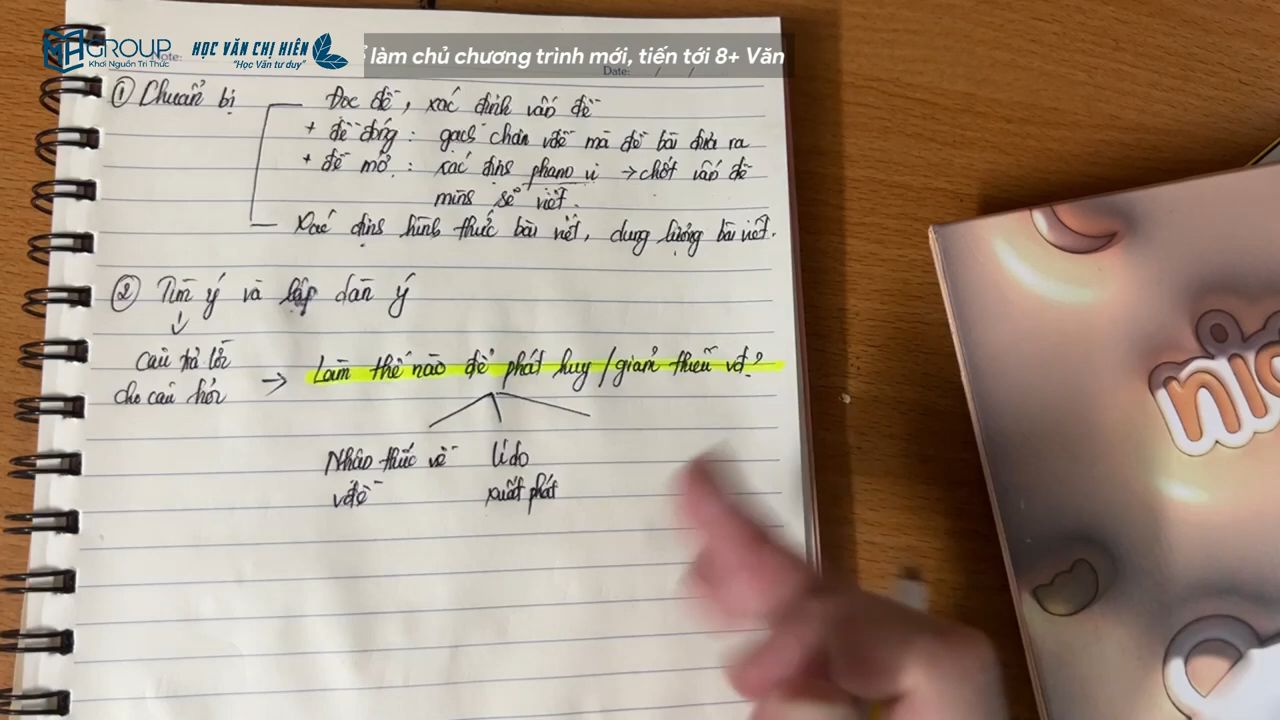 MHGROUP
Khơi Nguồn Tri Thức
HỌC VĂN CHỊ HIÊN
"Học Văn tư duy"
làm chủ chương trình mới, tiến tới 8+ Văn
Note:
Date: / /
① Chuẩn bị
Đọc đề, xác định vấn đề
+ đề đóng: gạch chân vđề mà đề bài đưa ra
+ đề mở: xác định phạm vi → chốt vấn đề
mình sẽ viết.
Xác định hình thức bài viết, dung lượng bài viết.
② Tìm ý và lập dàn ý
Câu trả lời
cho câu hỏi
→ Làm thế nào để phát huy/giảm thiểu vđ?
Nhận thức về
vđề
Lí do
xuất phát